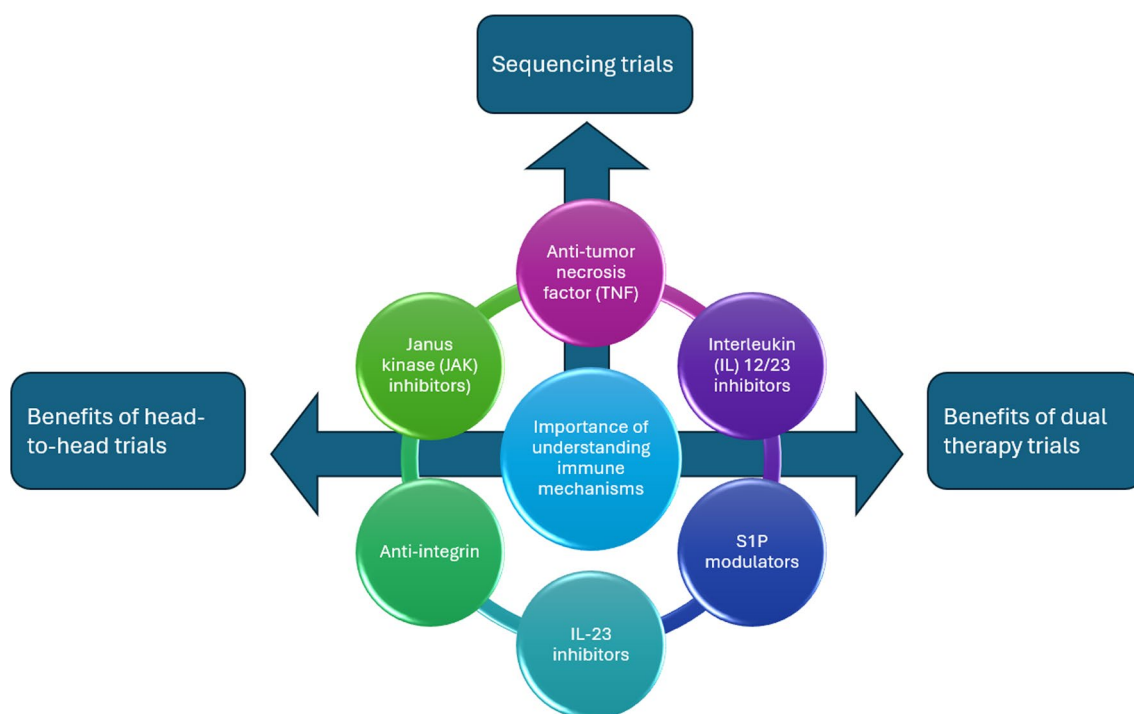 Sequencing trials
Anti-tumor
necrosis
factor (TNF)
Janus
kinase (JAK)
inhibitors)
Interleukin
(IL) 12/23
inhibitors
Benefits of head-
to-head trials
Importance of
understanding
immune
mechanisms
Benefits of dual
therapy trials
Anti-integrin
S1P
modulators
IL-23
inhibitors